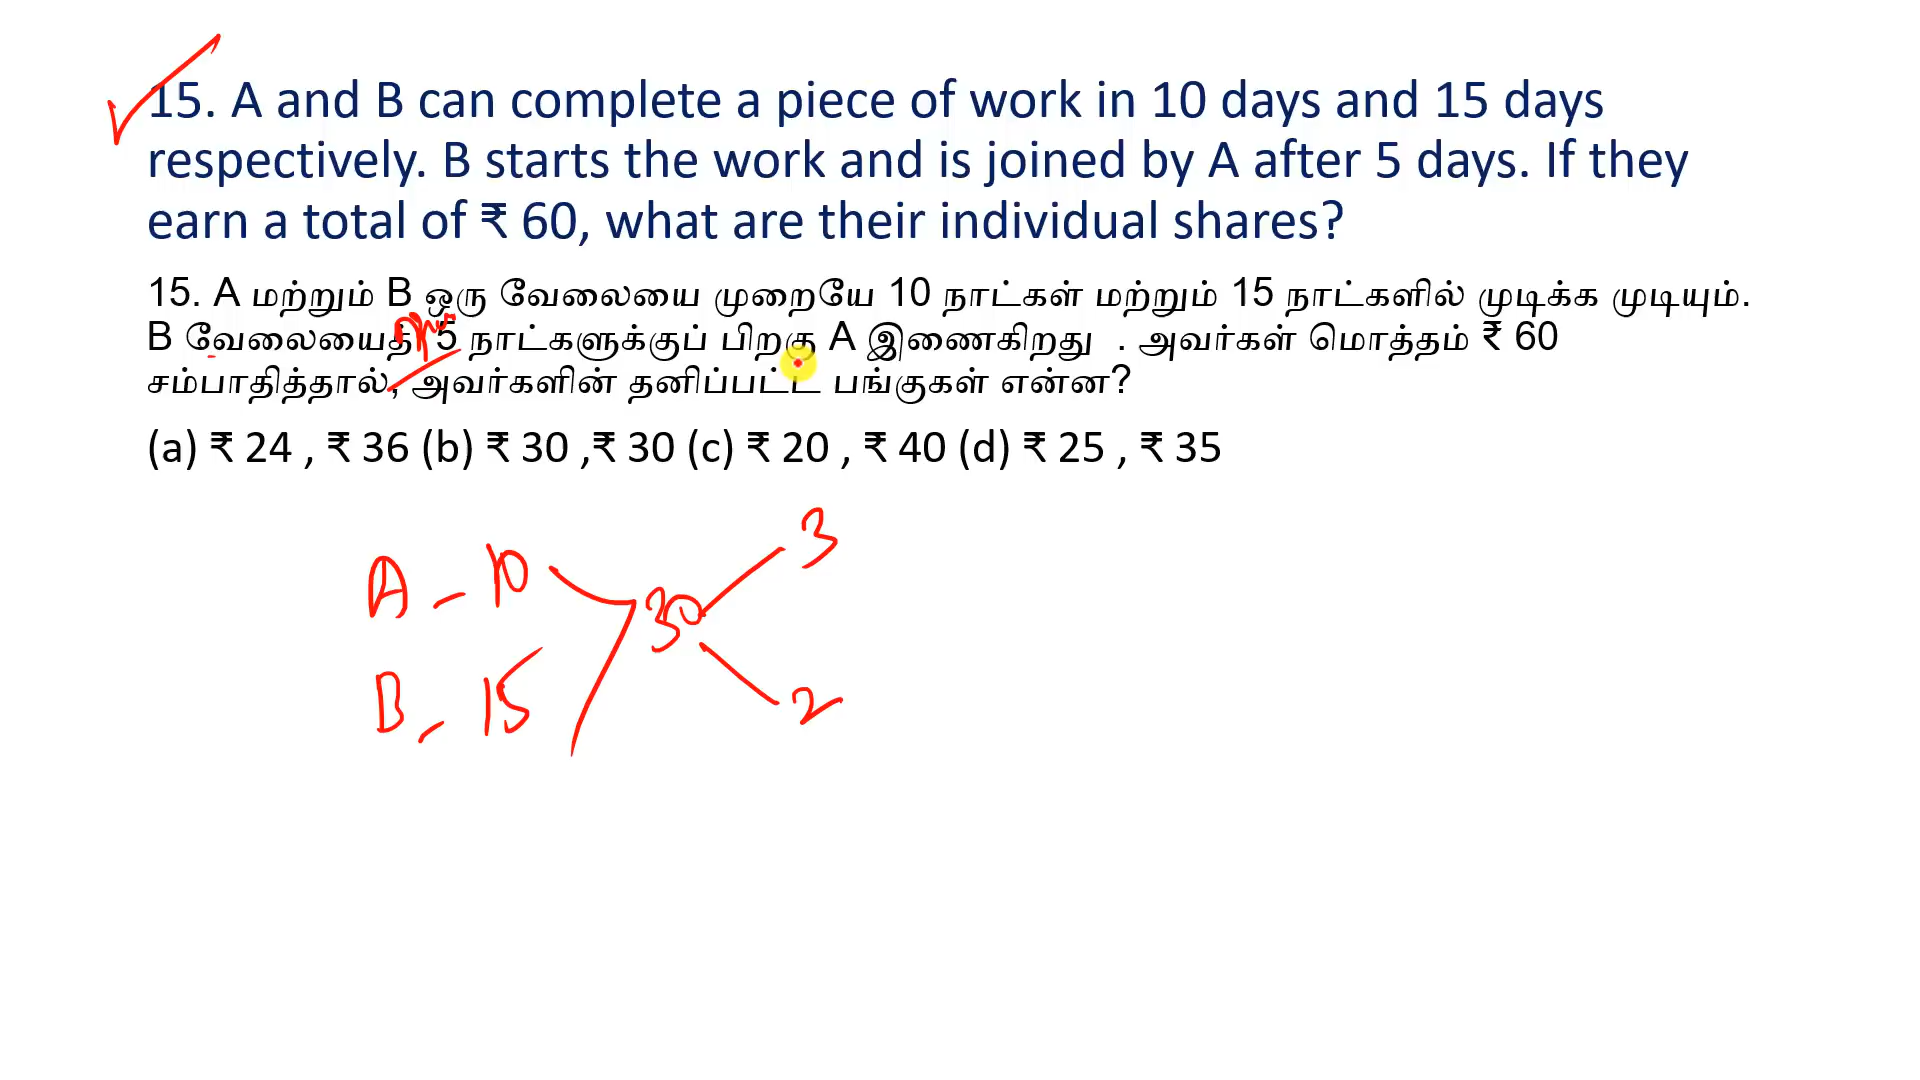 15. A and B can complete a piece of work in 10 days and 15 days
respectively. B starts the work and is joined by A after 5 days. If they
earn a total of ₹ 60, what are their individual shares?
15. A மற்றும் B ஒரு வேலையை முறையே 10 நாட்கள் மற்றும் 15 நாட்களில் முடிக்க முடியும்.
B வேலையைத் 5 நாட்களுக்குப் பிறகு A இணைகிறது . அவர்கள் மொத்தம் ₹ 60
சம்பாதித்தால், அவர்களின் தனிப்பட்ட பங்குகள் என்ன?
(a) ₹ 24 , ₹ 36 (b) ₹ 30 ,₹ 30 (c) ₹ 20 , ₹ 40 (d) ₹ 25 , ₹ 35
3
A - 10
30
B - 15
2